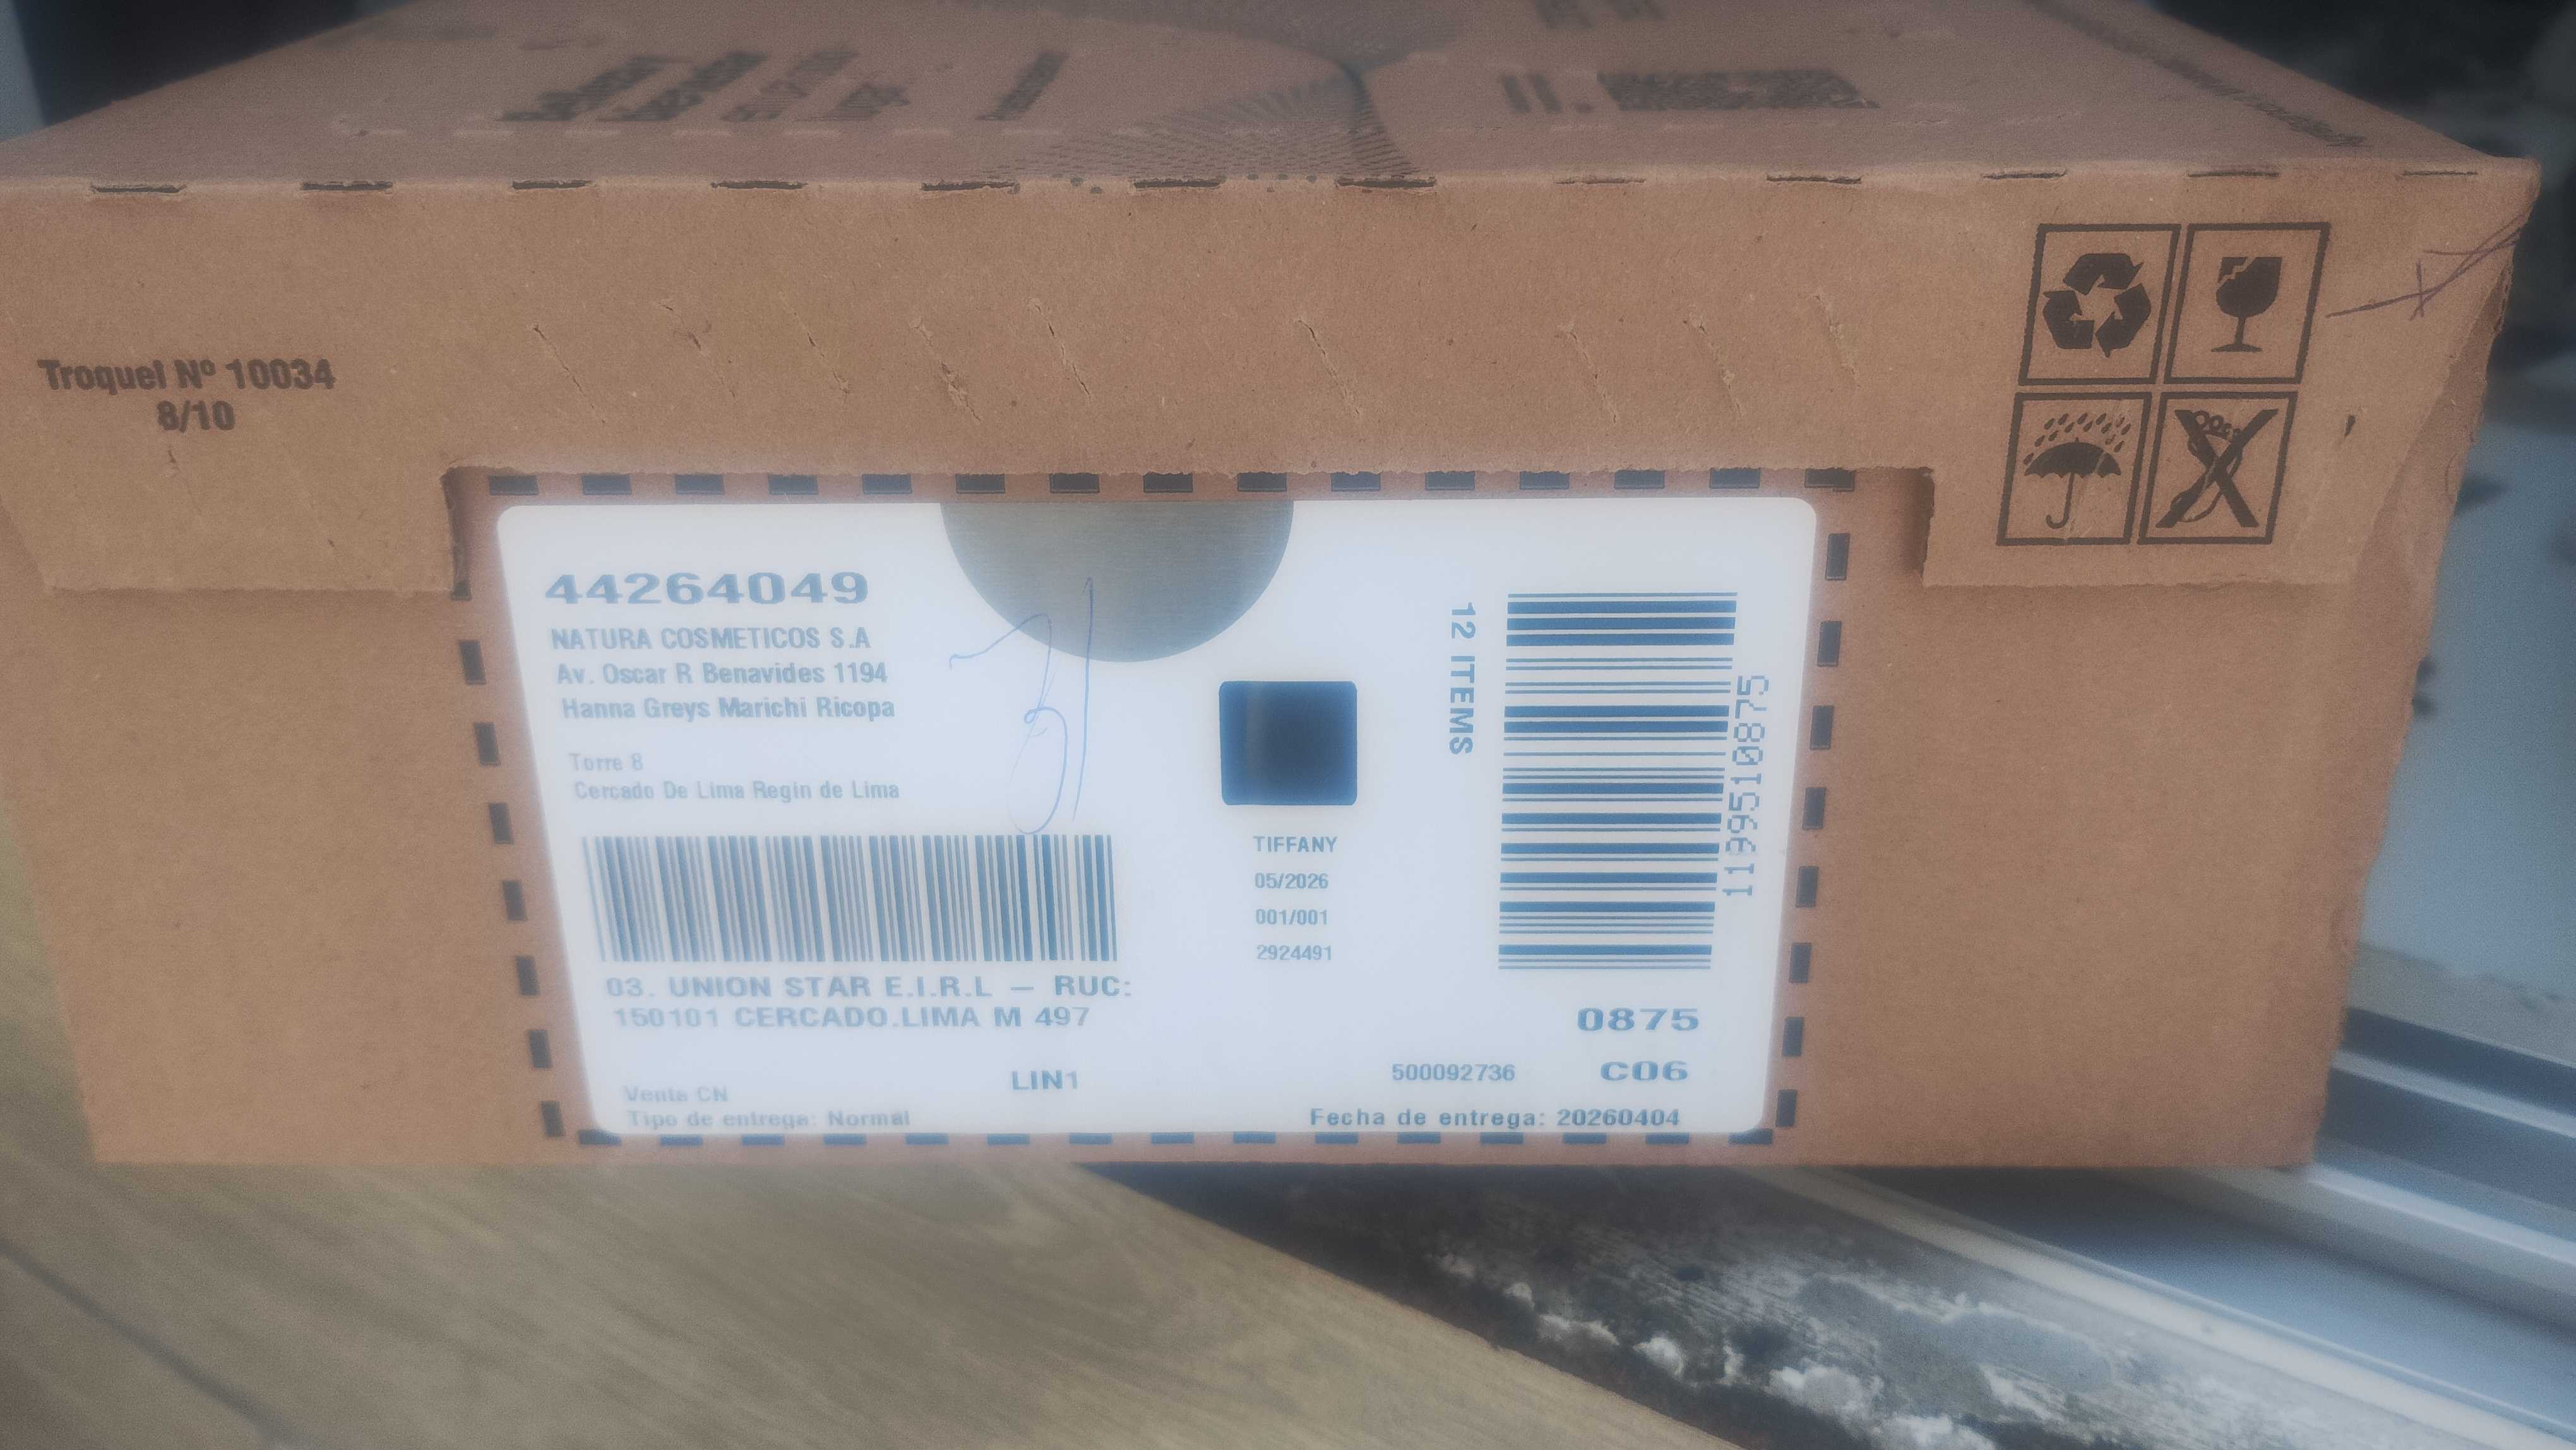 Troquel Nº 10034
8/10
44264049
NATURA COSMETICOS S.A
Av. Oscar R Benavides 1194
Hanna Greys Marichi Ricopa
Torre 8
Cercado De Lima Regin de Lima
03. UNION STAR E.I.R.L — RUC:
150101 CERCADO.LIMA M 497
LIN1
Venta CN
Tipo de entrega: Normal
TIFFANY
05/2026
001/001
2924491
12 ITEMS
11999510875
0875
500092736 C06
Fecha de entrega: 20260404